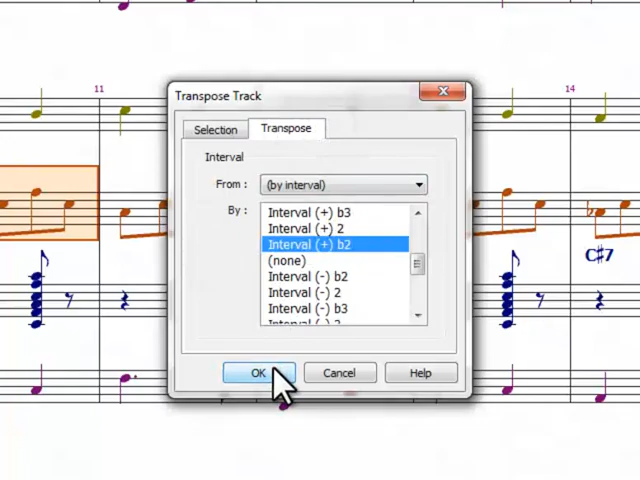 11
14
Transpose Track
Selection
Transpose
Interval
From :
(by interval)
By :
Interval (+) b3
Interval (+) 2
Interval (+) b2
(none)
Interval (-) b2
Interval (-) 2
Interval (-) b3
C#7
OK
Cancel
Help